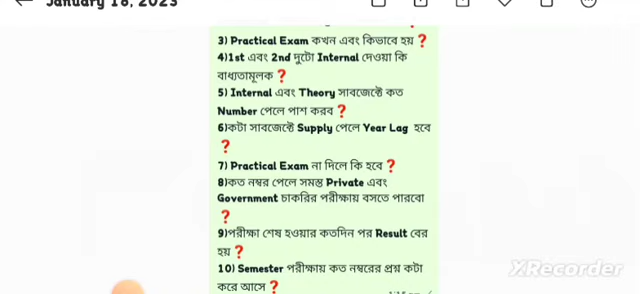 January 18, 2023
3) Practical Exam কখন এবং কিভাবে হয় ❓
4)1st এবং 2nd দুটো Internal দেওয়া কি
বাধ্যতামূলক ❓
5) Internal এবং Theory সাবজেক্টে কত
Number পেলে পাশ করব ❓
6)কটা সাবজেক্টে Supply পেলে Year Lag হবে
❓
7) Practical Exam না দিলে কি হবে ❓
8)কত নম্বর পেলে সমস্ত Private এবং
Government চাকরির পরীক্ষায় বসতে পারবো
❓
9)পরীক্ষা শেষ হওয়ার কতদিন পর Result বের
হয় ❓
10) Semester পরীক্ষায় কত নম্বরের প্রশ্ন কটা
করে আসে ❓
XRecorder